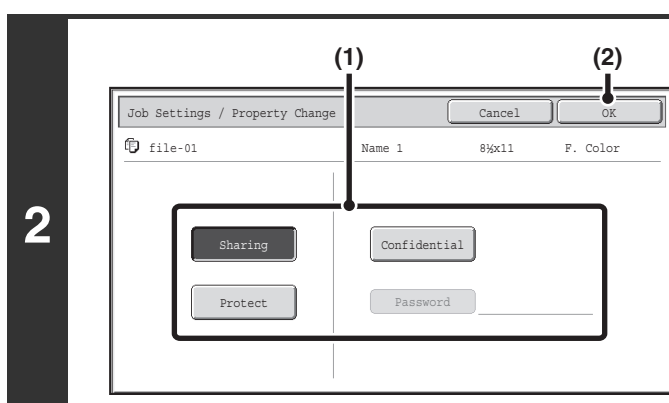 (1) (2)
Job Settings / Property Change Cancel OK
file-01 Name 1 8½x11 F. Color
2
Sharing Confidential
Protect Password